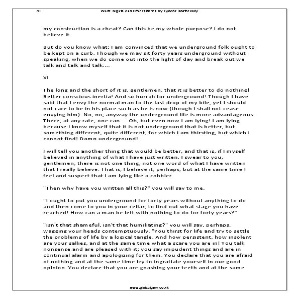 my construction is a cheat? Can this be my whole purpose? I do not
believe it.
But do you know what: I am convinced that we underground folk ought to
be kept on a curb. Though we may sit forty years underground without
speaking, when we do come out into the light of day and break out we
talk and talk and talk....
XI
The long and the short of it is, gentlemen, that it is better to do nothing!
Better conscious inertia! And so hurrah for underground! Though I have
said that I envy the normal man to the last drop of my bile, yet I should
not care to be in his place such as he is now (though I shall not cease
envying him). No, no; anyway the underground life is more advantageous.
There, at any rate, one can ... Oh, but even now I am lying! I am lying
because I know myself that it is not underground that is better, but
something different, quite different, for which I am thirsting, but which I
cannot find! Damn underground!
I will tell you another thing that would be better, and that is, if I myself
believed in anything of what I have just written. I swear to you,
gentlemen, there is not one thing, not one word of what I have written
that I really believe. That is, I believe it, perhaps, but at the same time I
feel and suspect that I am lying like a cobbler.
"Then why have you written all this?" you will say to me.
"I ought to put you underground for forty years without anything to do
and then come to you in your cellar, to find out what stage you have
reached! How can a man be left with nothing to do for forty years?"
"Isn't that shameful, isn't that humiliating?" you will say, perhaps,
wagging your heads contemptuously. "You thirst for life and try to settle
the problems of life by a logical tangle. And how persistent, how insolent
are your sallies, and at the same time what a scare you are in! You talk
nonsense and are pleased with it; you say impudent things and are in
continual alarm and apologising for them. You declare that you are afraid
of nothing and at the same time try to ingratiate yourself in our good
opinion. You declare that you are gnashing your teeth and at the same